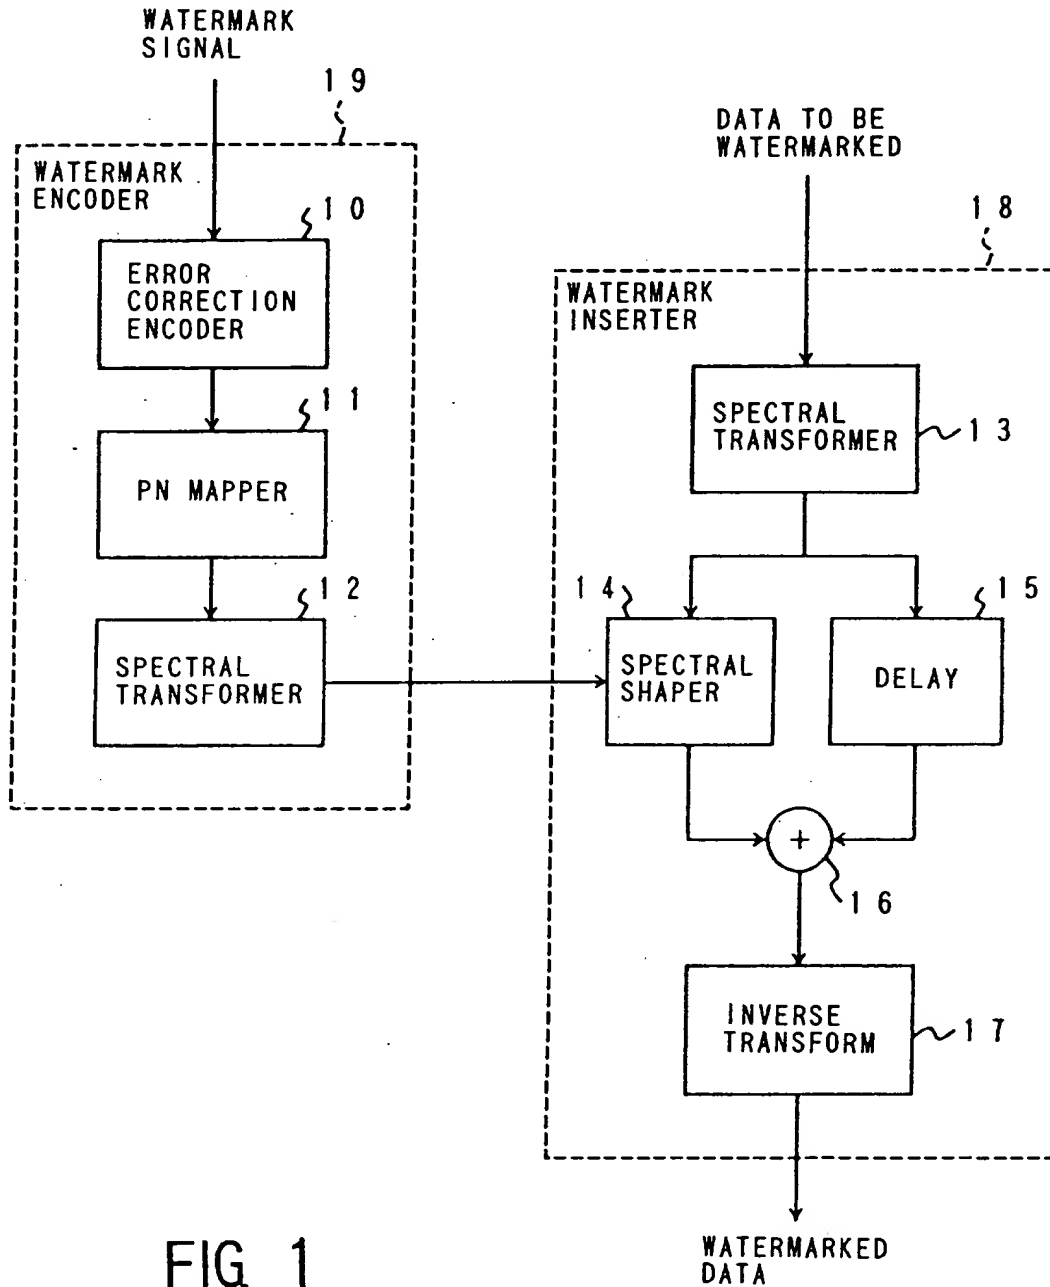 WATERMARK
SIGNAL
19
WATERMARK
ENCODER
10
ERROR
CORRECTION
ENCODER
11
PN MAPPER
12
SPECTRAL
TRANSFORMER
DATA TO BE
WATERMARKED
18
WATERMARK
INSERTER
SPECTRAL
TRANSFORMER
13
14
SPECTRAL
SHAPER
15
DELAY
+
16
INVERSE
TRANSFORM
17
WATERMARKED
DATA
FIG. 1